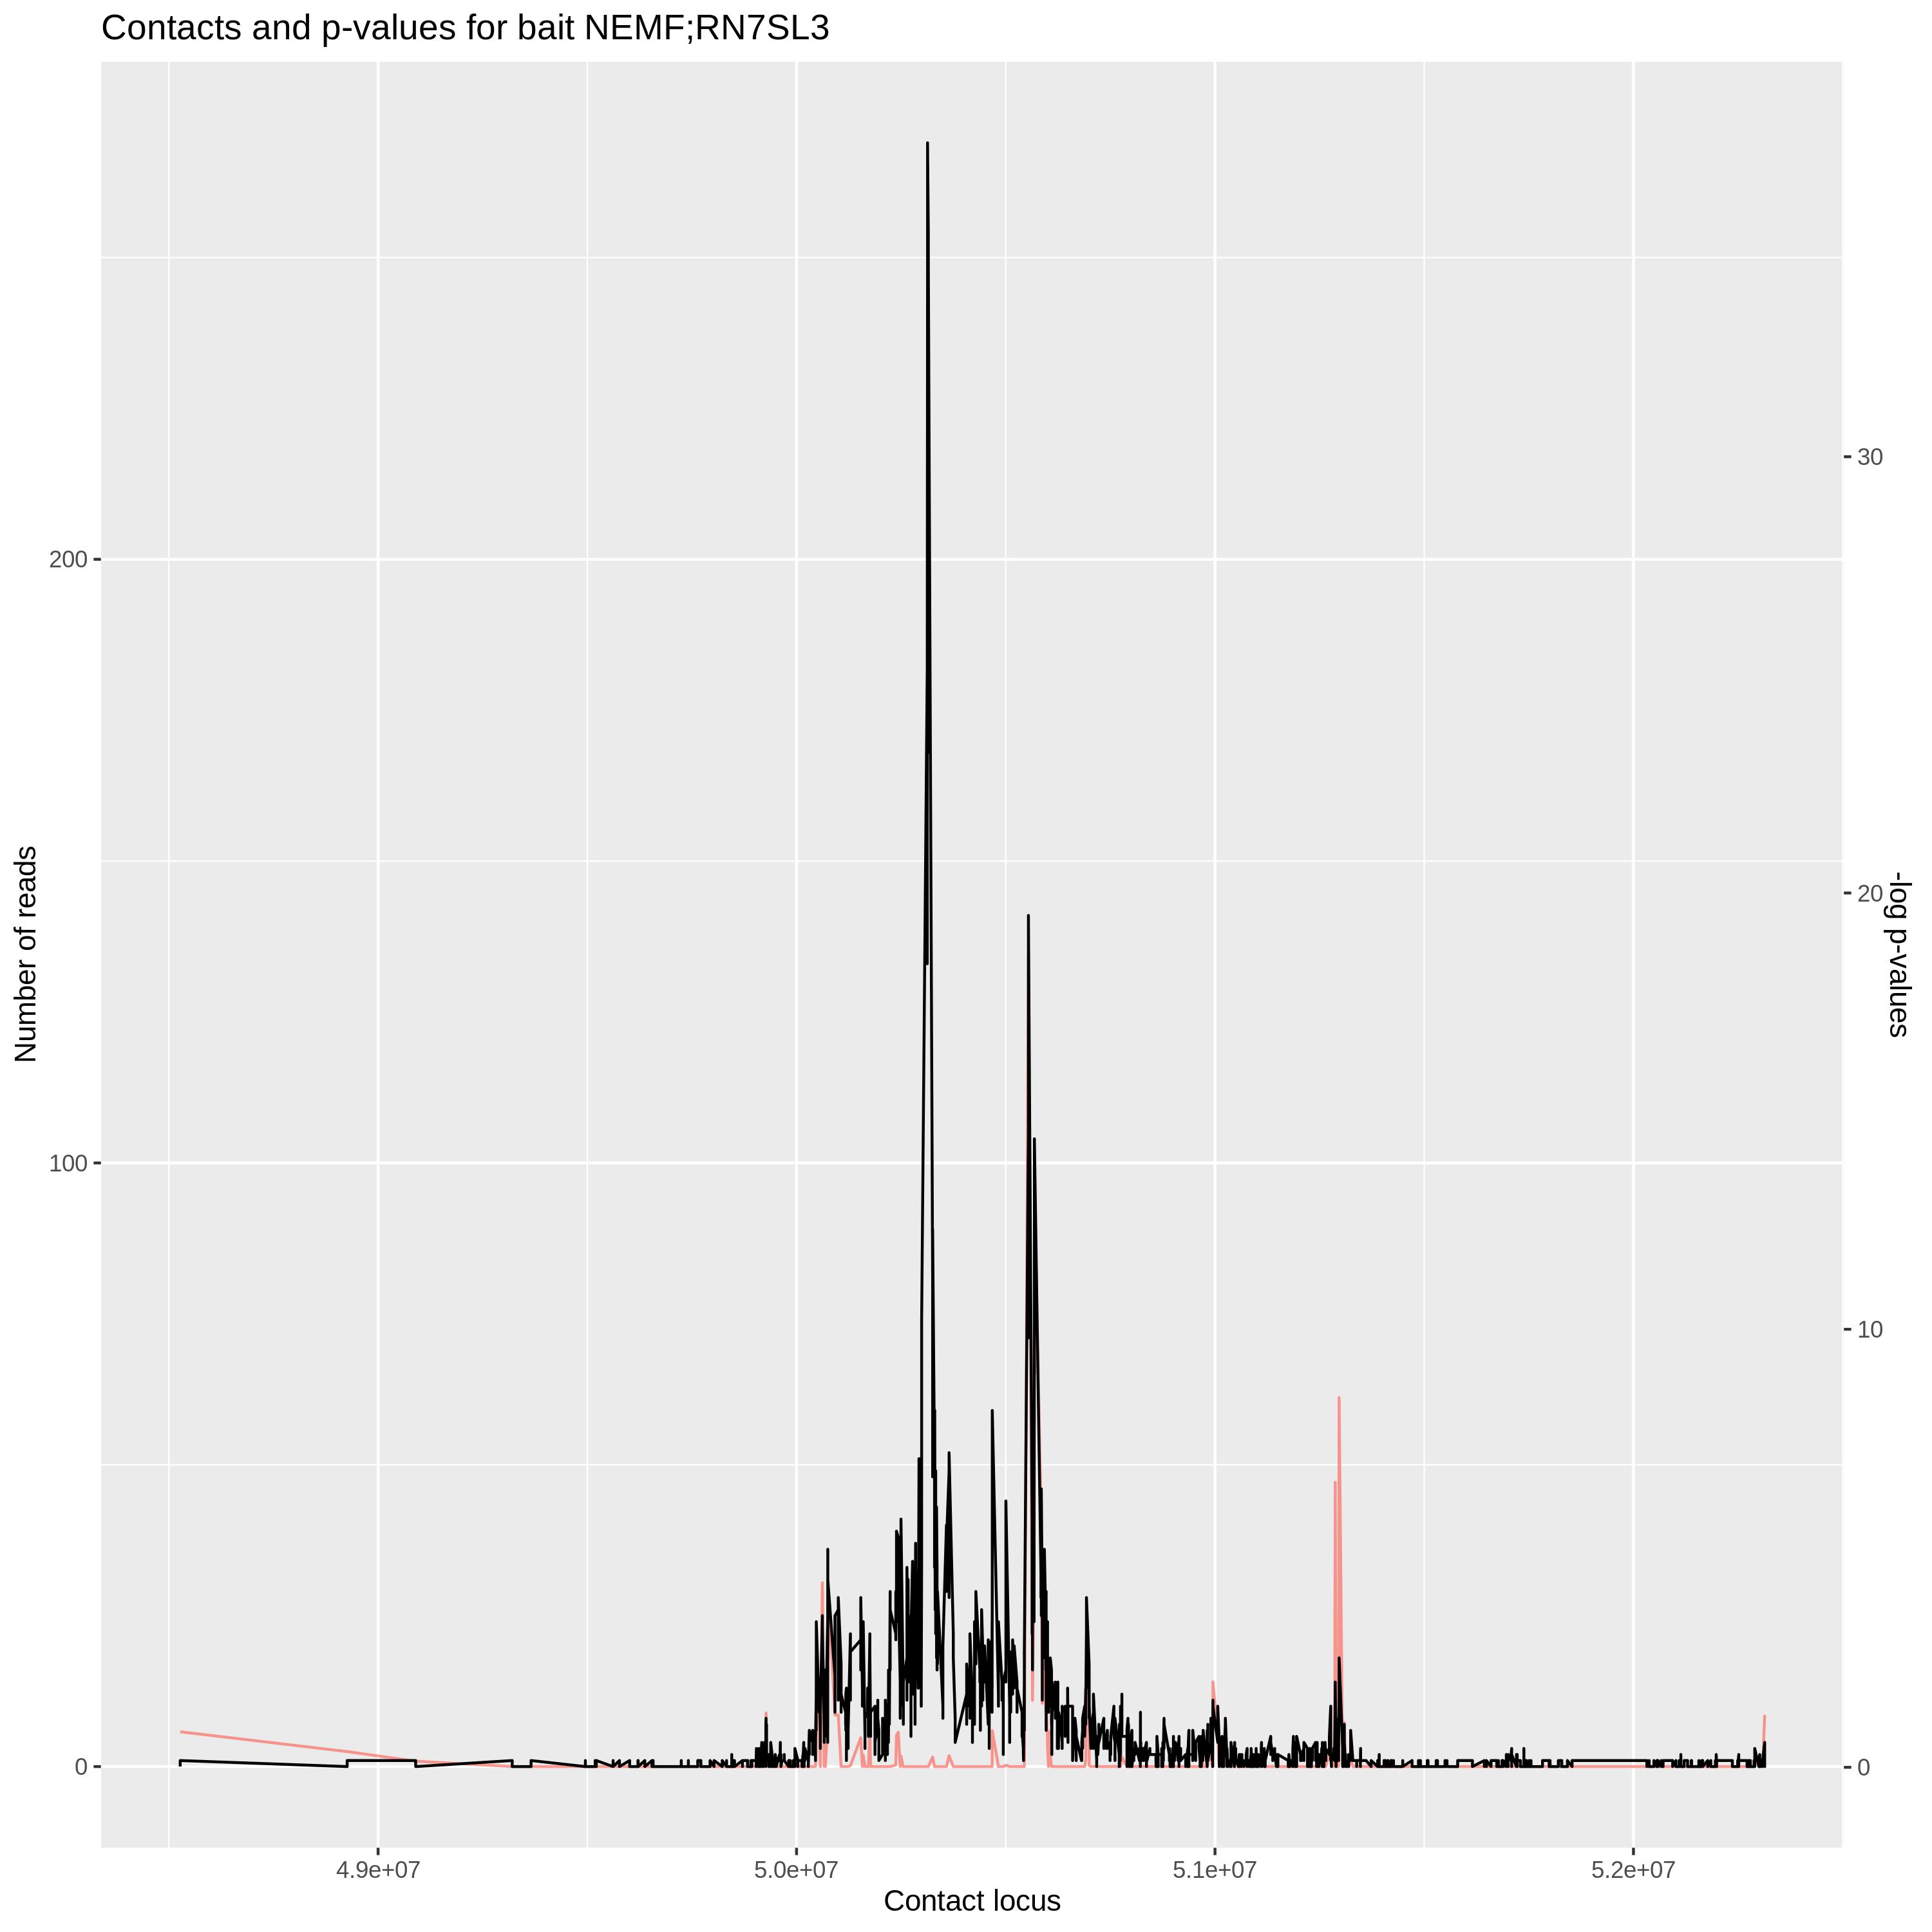 Contacts and p-values for bait NEMF;RN7SL3
Number of reads
200
100
0
30
20
10
0
-log p-values
4.9e+07
5.0e+07
5.1e+07
5.2e+07
Contact locus